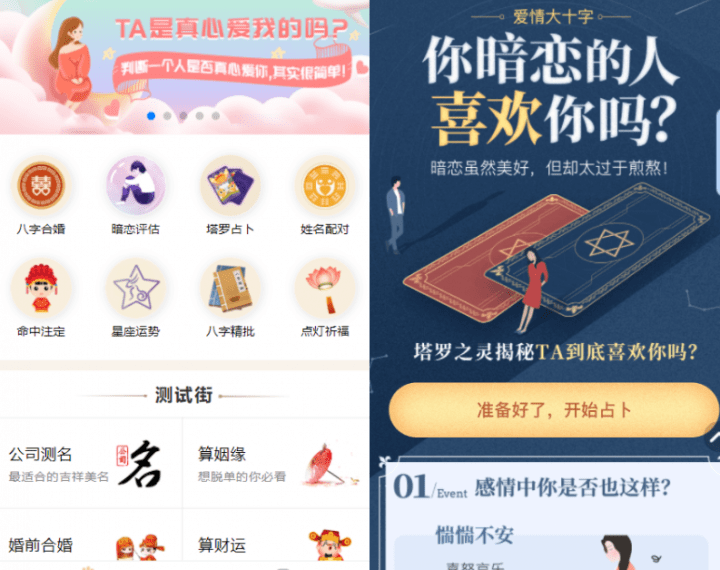 TA是真心爱我的吗?
判断一个人是否真心爱你,其实很简单!
八字合婚
暗恋评估
塔罗占卜
姓名配对
命中注定
星座运势
八字精批
点灯祈福
测试街
公司测名
最适合的吉祥美名
公司
名
算姻缘
想脱单的你必看
婚前合婚
算财运
爱情大十字
你暗恋的人
喜欢你吗?
暗恋虽然美好，但却太过于煎熬!
塔罗之灵揭秘TA到底喜欢你吗?
准备好了，开始占卜
01/Event 感情中你是否也这样?
惴惴不安
喜怒哀乐